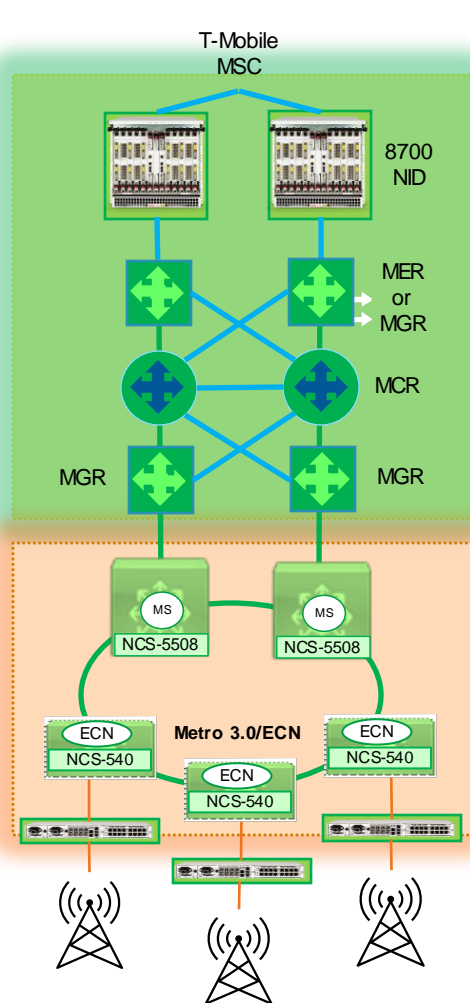 T-Mobile
MSC
8700
NID
MER
or
MGR
MCR
MGR
MGR
MS
NCS-5508
MS
NCS-5508
ECN
NCS-540
Metro 3.0/ECN
ECN
NCS-540
ECN
NCS-540